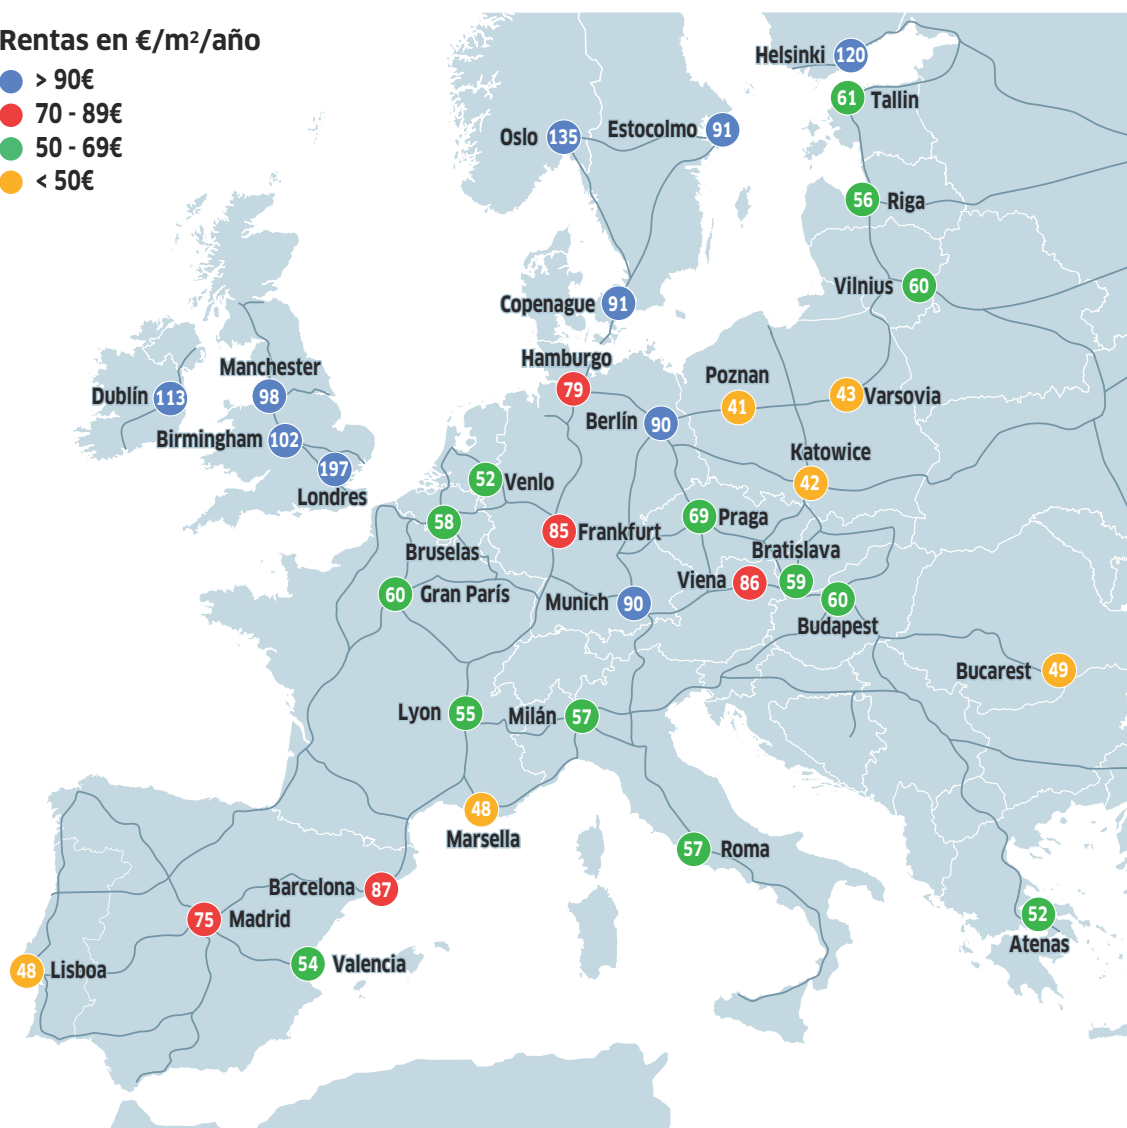 Rentas en €/m²/año
> 90€
70 - 89€
50 - 69€
< 50€
Helsinki 120
61 Tallin
Oslo 135
Estocolmo 91
56 Riga
Vilnius 60
Copenague 91
Hamburgo
79
Manchester
98
Dublín 113
Birmingham 102
197
Londres
Poznan
41
43 Varsovia
Berlín 90
Katowice
42
52 Venlo
58
Bruselas
85 Frankfurt
69 Praga
Bratislava
59
Viena 86
60
Budapest
60 Gran París
Munich 90
Bucarest 49
Lyon 55
Milán 57
48
Marsella
57 Roma
Barcelona 87
75 Madrid
52
Atenas
48 Lisboa
54 Valencia